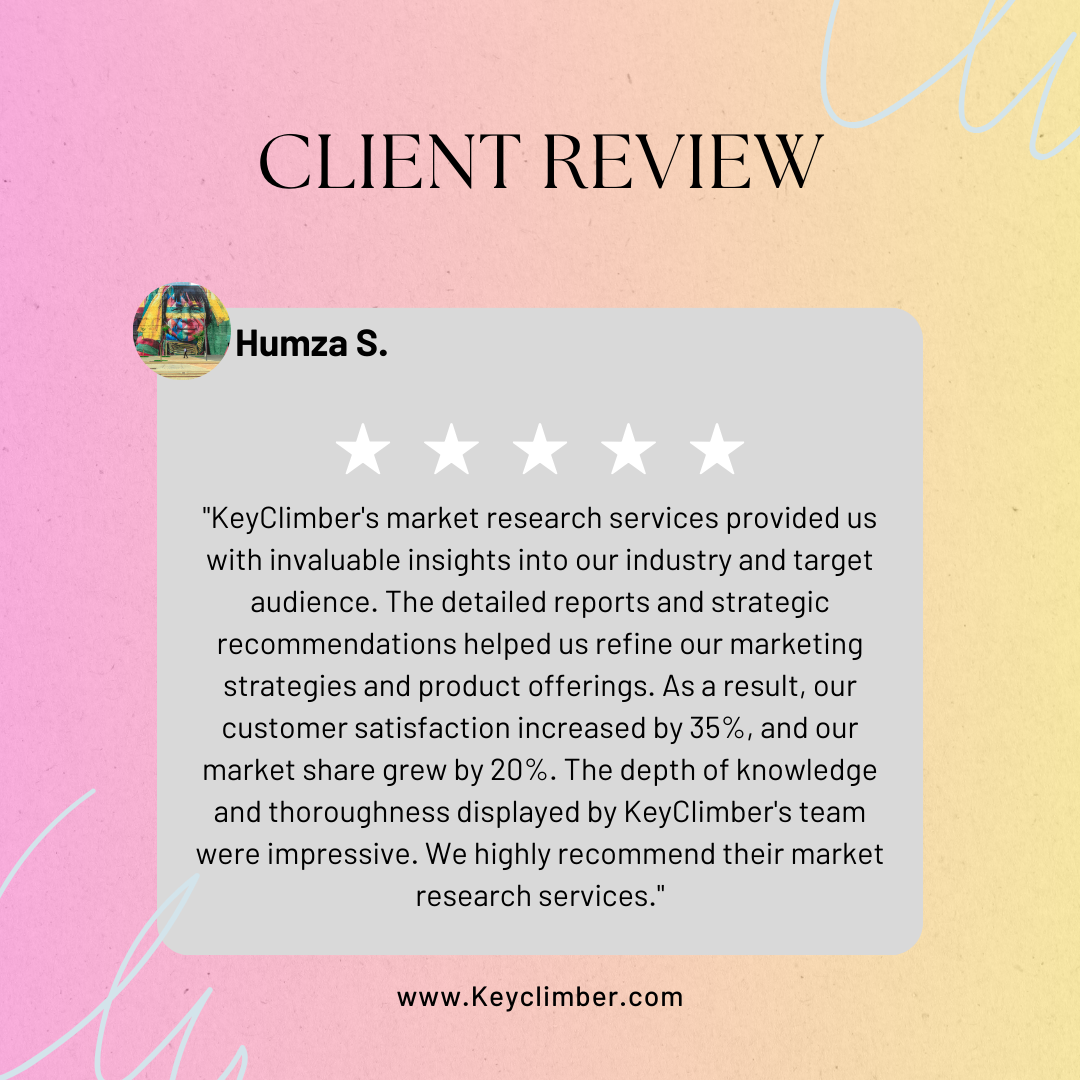 CLIENT REVIEW
Humza S.
"KeyClimber's market research services provided us
with invaluable insights into our industry and target
audience. The detailed reports and strategic
recommendations helped us refine our marketing
strategies and product offerings. As a result, our
customer satisfaction increased by 35%, and our
market share grew by 20%. The depth of knowledge
and thoroughness displayed by KeyClimber's team
were impressive. We highly recommend their market
research services."
www.Keyclimber.com